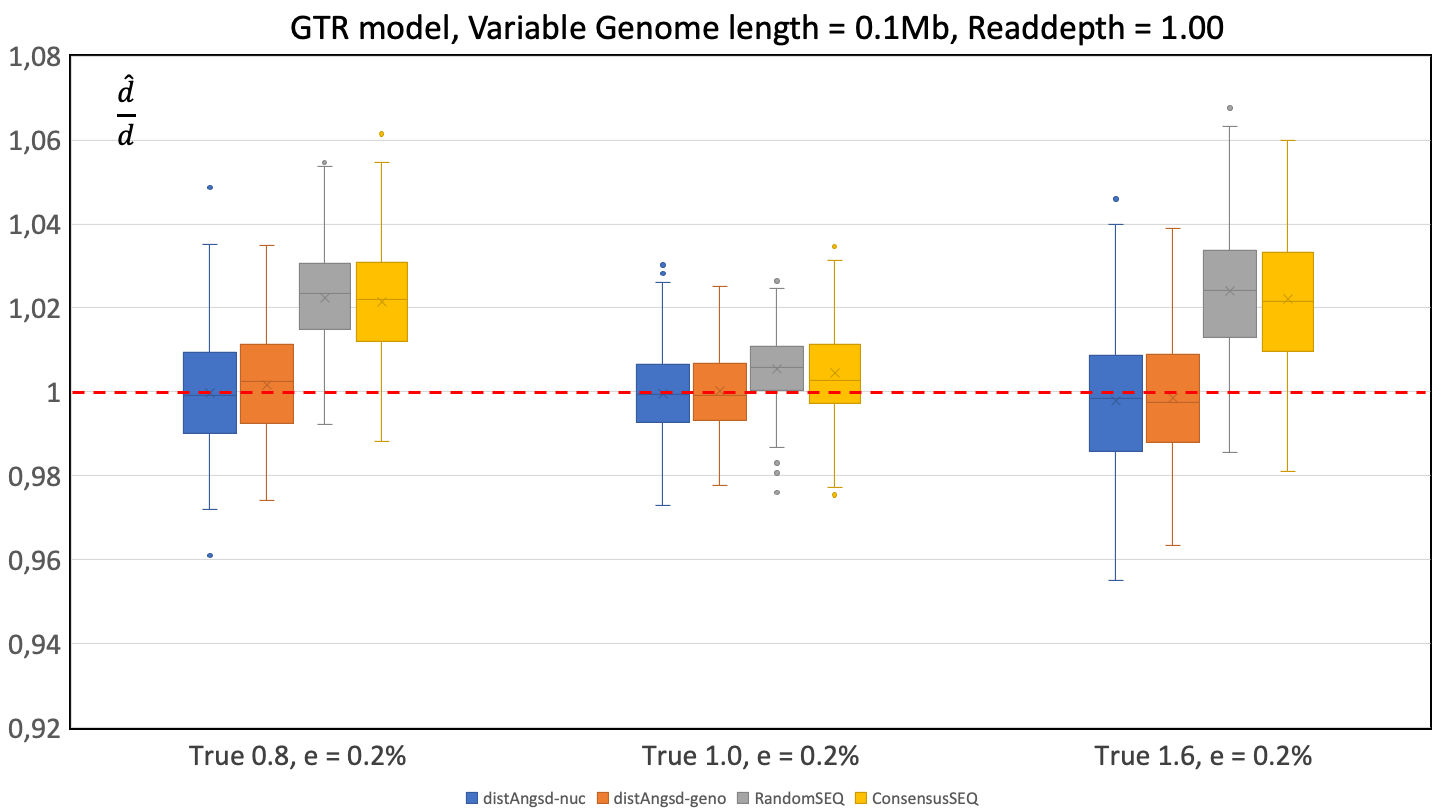 GTR model, Variable Genome length = 0.1Mb, Readdepth = 1.00
1,08
d̂
d
1,06
1,04
1,02
1
0,98
0,96
0,94
0,92
True 0.8, e = 0.2%
True 1.0, e = 0.2%
True 1.6, e = 0.2%
distAngsd-nuc distAngsd-geno RandomSEQ ConsensusSEQ